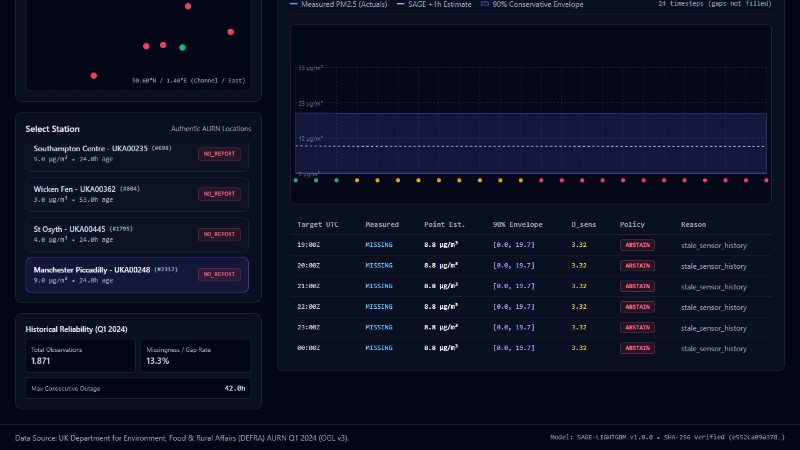 50.60°N / 1.40°E (Channel / East)
Select Station Authentic AURN Locations
Southampton Centre - UKA00235 (#698)
5.0 µg/m³ • 24.0h age
NO_REPORT
Wicken Fen - UKA00362 (#804)
3.0 µg/m³ • 53.0h age
NO_REPORT
St Osyth - UKA00445 (#1795)
4.0 µg/m³ • 24.0h age
NO_REPORT
Manchester Piccadilly - UKA00248 (#2312)
9.0 µg/m³ • 24.0h age
NO_REPORT
Historical Reliability (Q1 2024)
Total Observations
1,871
Missingness / Gap Rate
13.3%
Max Consecutive Outage 42.0h
Measured PM2.5 (Actuals) SAGE +1h Estimate 90% Conservative Envelope 24 timesteps (gaps not filled)
23 µg/m³
12 µg/m³
0 µg/m³
Target UTC Measured Point Est. 90% Envelope D_sens Policy Reason
19:00Z MISSING 8.8 µg/m³ [0.0, 19.7] 3.32 ABSTAIN stale_sensor_history
20:00Z MISSING 8.8 µg/m³ [0.0, 19.7] 3.32 ABSTAIN stale_sensor_history
21:00Z MISSING 8.8 µg/m³ [0.0, 19.7] 3.32 ABSTAIN stale_sensor_history
22:00Z MISSING 8.8 µg/m³ [0.0, 19.7] 3.32 ABSTAIN stale_sensor_history
23:00Z MISSING 8.8 µg/m³ [0.0, 19.7] 3.32 ABSTAIN stale_sensor_history
00:00Z MISSING 8.8 µg/m³ [0.0, 19.7] 3.32 ABSTAIN stale_sensor_history
Data Source: UK Department for Environment, Food & Rural Affairs (DEFRA) AURN Q1 2024 (OGL v3).
Model: SAGE-LIGHTGBM v1.0.0 • SHA-256 Verified (e552ca09a378…)